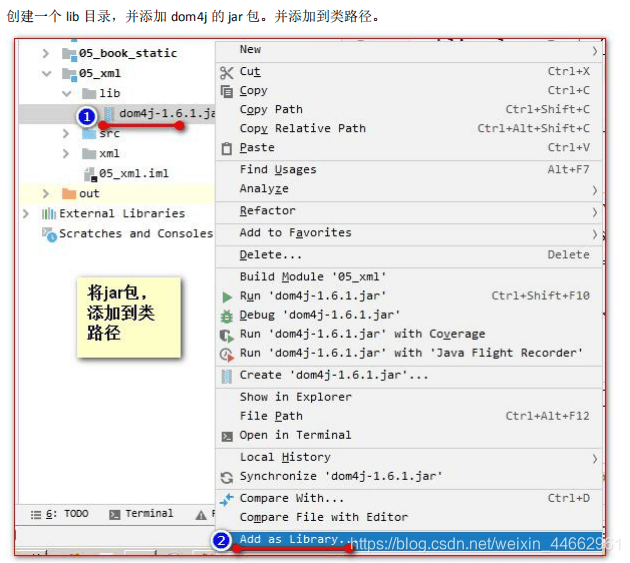 创建一个 lib 目录，并添加 dom4j 的 jar 包。并添加到类路径。
05_book_static
05_xml
lib
1
dom4j-1.6.1.ja
src
xml
05_xml.iml
out
External Libraries
Scratches and Consoles
将jar包，
添加到类
路径
6: TODO
Terminal
New
Cut Ctrl+X
Copy Ctrl+C
Copy Path Ctrl+Shift+C
Copy Relative Path Ctrl+Alt+Shift+C
Paste Ctrl+V
Find Usages Alt+F7
Analyze
Refactor
Add to Favorites
Delete... Delete
Build Module '05_xml'
Run 'dom4j-1.6.1.jar' Ctrl+Shift+F10
Debug 'dom4j-1.6.1.jar'
Run 'dom4j-1.6.1.jar' with Coverage
Run 'dom4j-1.6.1.jar' with 'Java Flight Recorder'
Create 'dom4j-1.6.1.jar'...
Show in Explorer
File Path Ctrl+Alt+F12
Open in Terminal
Local History
Synchronize 'dom4j-1.6.1.jar'
Compare With... Ctrl+D
Compare File with Editor
2
Add as Library..
https://blog.csdn.net/weixin_44662961